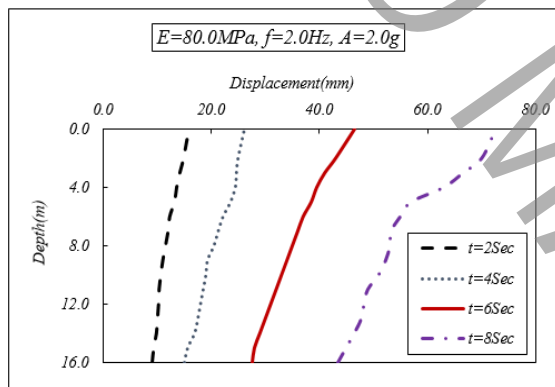 E=80.0MPa, f=2.0Hz, A=2.0g
Displacement(mm)
0.0 20.0 40.0 60.0 80.0
0.0
4.0
8.0
12.0
16.0
Depth(m)
t=2Sec
t=4Sec
t=6Sec
t=8Sec